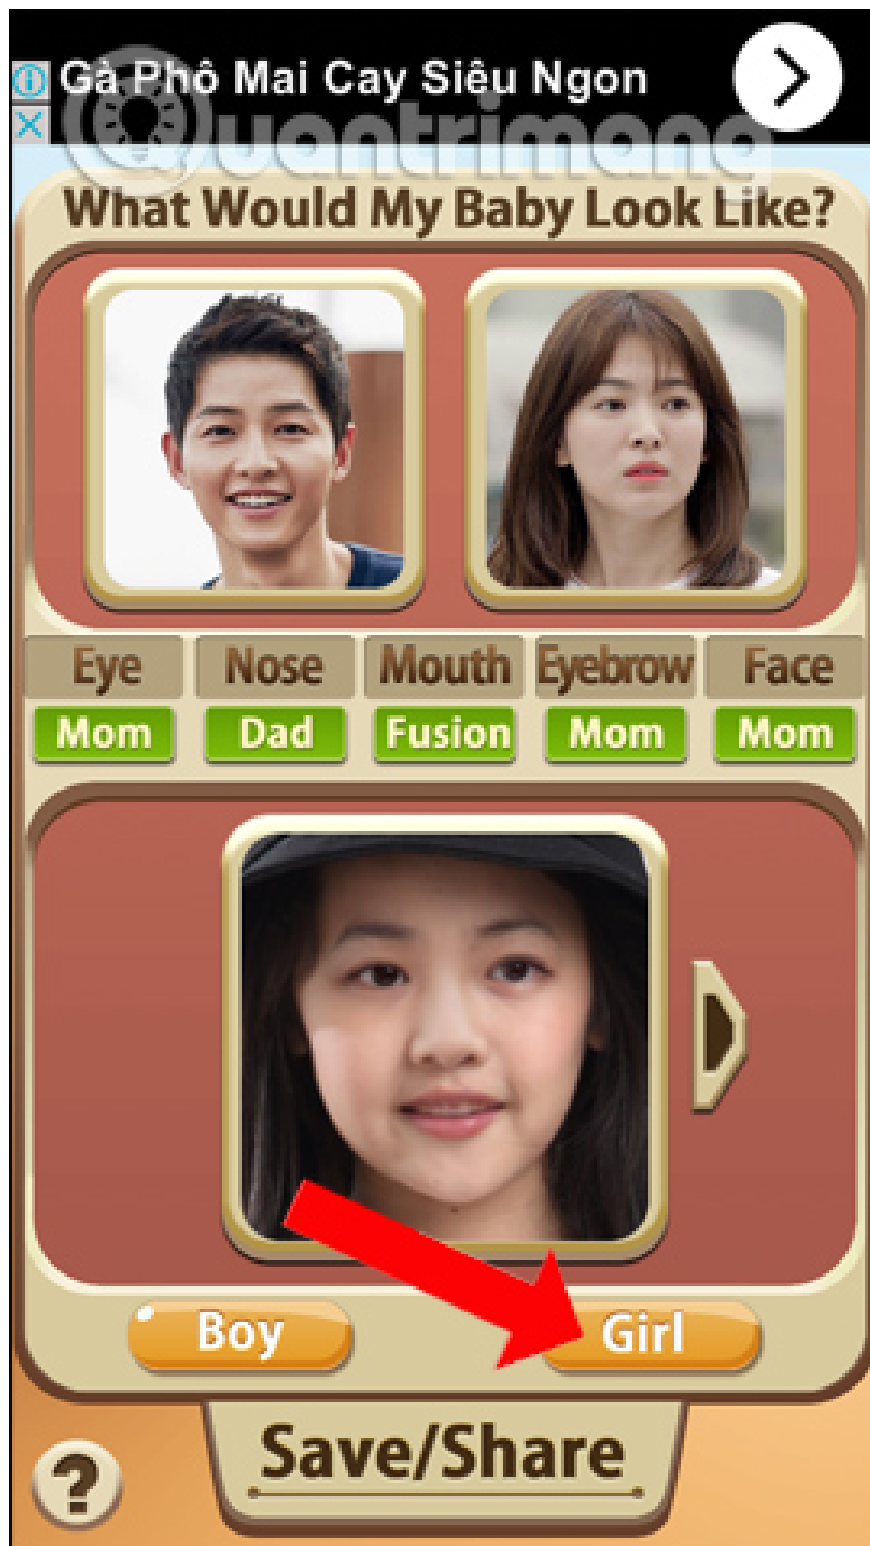 Gà Phô Mai Cay Siêu Ngon
Quantrimang
What Would My Baby Look Like?
Eye Nose Mouth Eyebrow Face
Mom Dad Fusion Mom Mom
Boy Girl
Save/Share
?